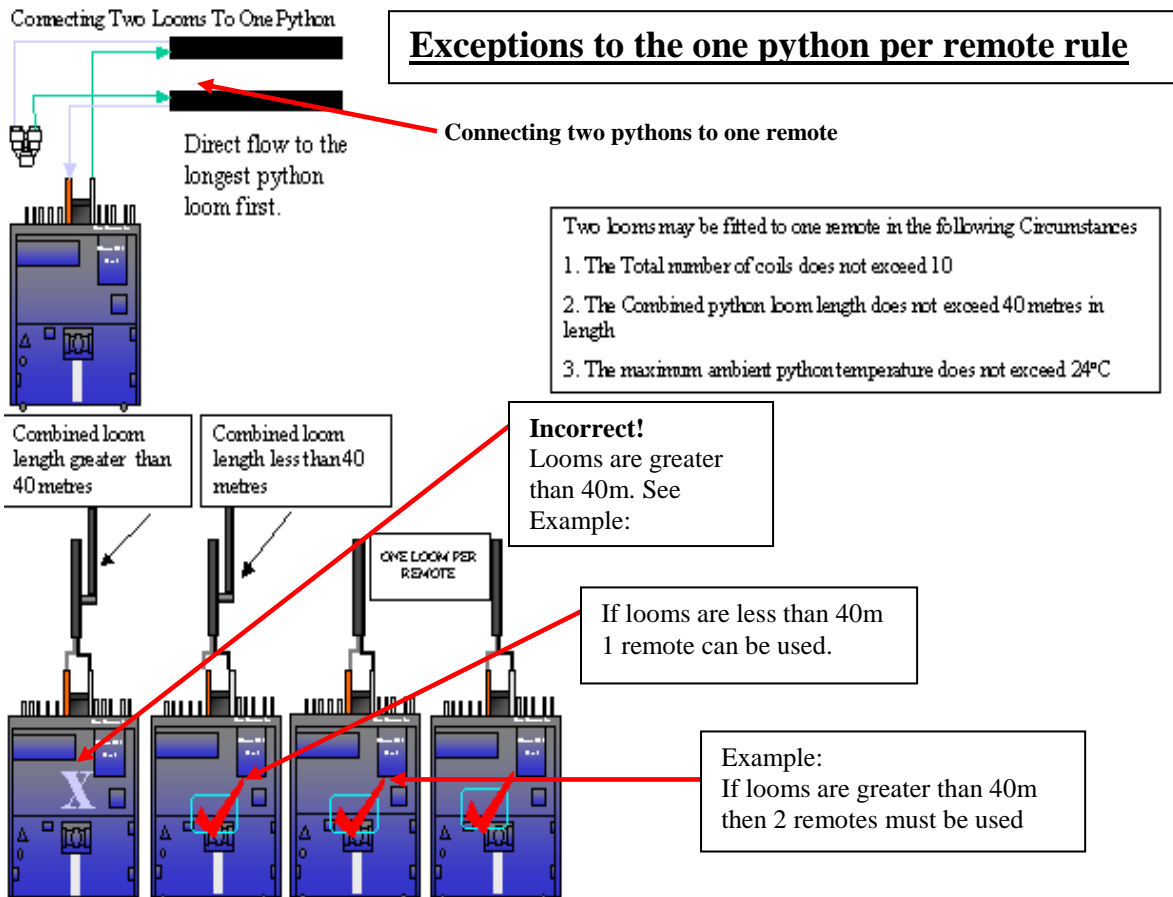 Connecting Two Looms To One Python
Exceptions to the one python per remote rule
Connecting two pythons to one remote
Direct flow to the
longest python
loom first.
Two looms may be fitted to one remote in the following Circumstances
1. The Total number of coils does not exceed 10
2. The Combined python loom length does not exceed 40 metres in
length
3. The maximum ambient python temperature does not exceed 24°C
Combined loom
length greater than
40 metres
Combined loom
length less than 40
metres
Incorrect!
Looms are greater
than 40m. See
Example:
ONE LOOM PER
REMOTE
If looms are less than 40m
1 remote can be used.
X
Example:
If looms are greater than 40m
then 2 remotes must be used